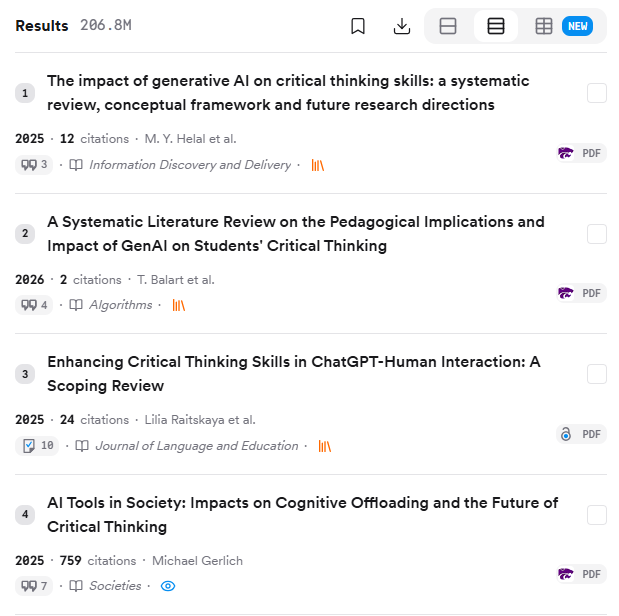 Results 206.8M
NEW
1 The impact of generative AI on critical thinking skills: a systematic
review, conceptual framework and future research directions
2025 · 12 citations · M. Y. Helal et al.
PDF
3 · Information Discovery and Delivery ·
2 A Systematic Literature Review on the Pedagogical Implications and
Impact of GenAI on Students' Critical Thinking
2026 · 2 citations · T. Balart et al.
PDF
4 · Algorithms ·
3 Enhancing Critical Thinking Skills in ChatGPT-Human Interaction: A
Scoping Review
2025 · 24 citations · Lilia Raitskaya et al.
PDF
10 · Journal of Language and Education ·
4 AI Tools in Society: Impacts on Cognitive Offloading and the Future of
Critical Thinking
2025 · 759 citations · Michael Gerlich
PDF
7 · Societies ·